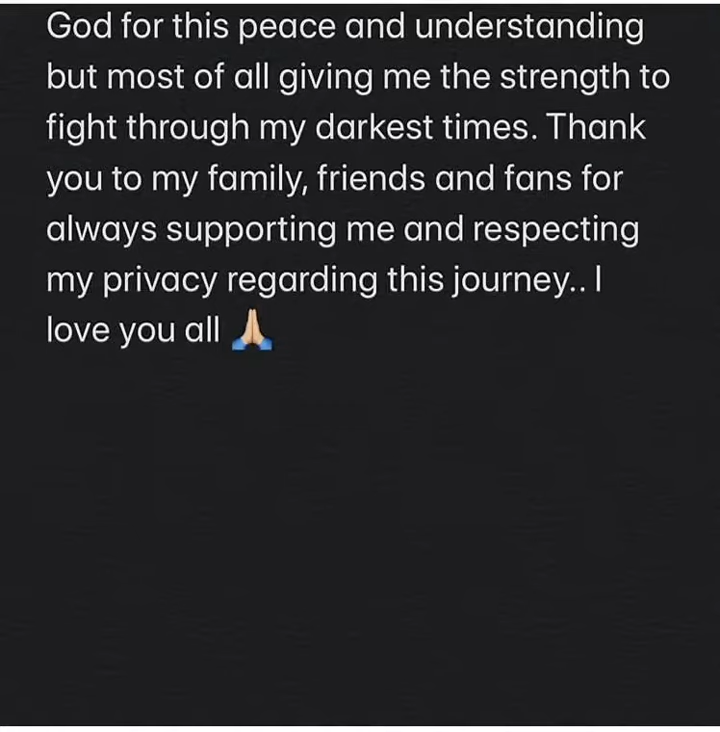 God for this peace and understanding
but most of all giving me the strength to
fight through my darkest times. Thank
you to my family, friends and fans for
always supporting me and respecting
my privacy regarding this journey.. I
love you all 🙏🏼